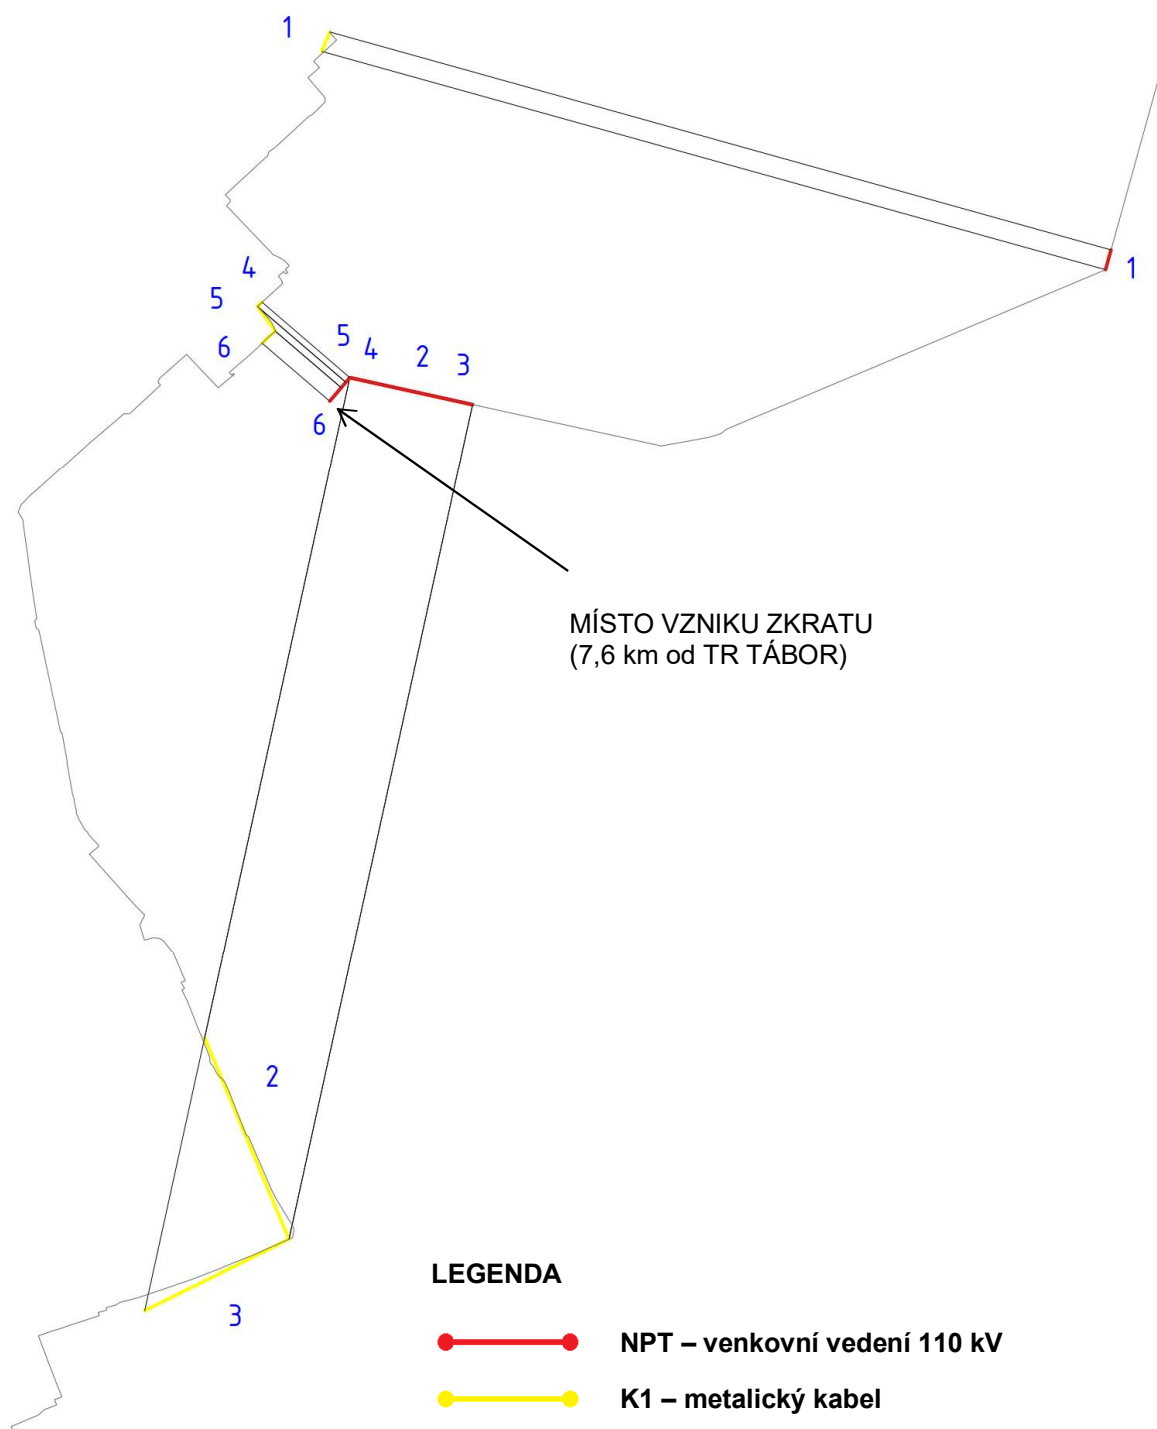 1
1
4
5
5
4
2
3
6
6
MÍSTO VZNIKU ZKRATU
(7,6 km od TR TÁBOR)
2
LEGENDA
3
NPT – venkovní vedení 110 kV
K1 – metalický kabel